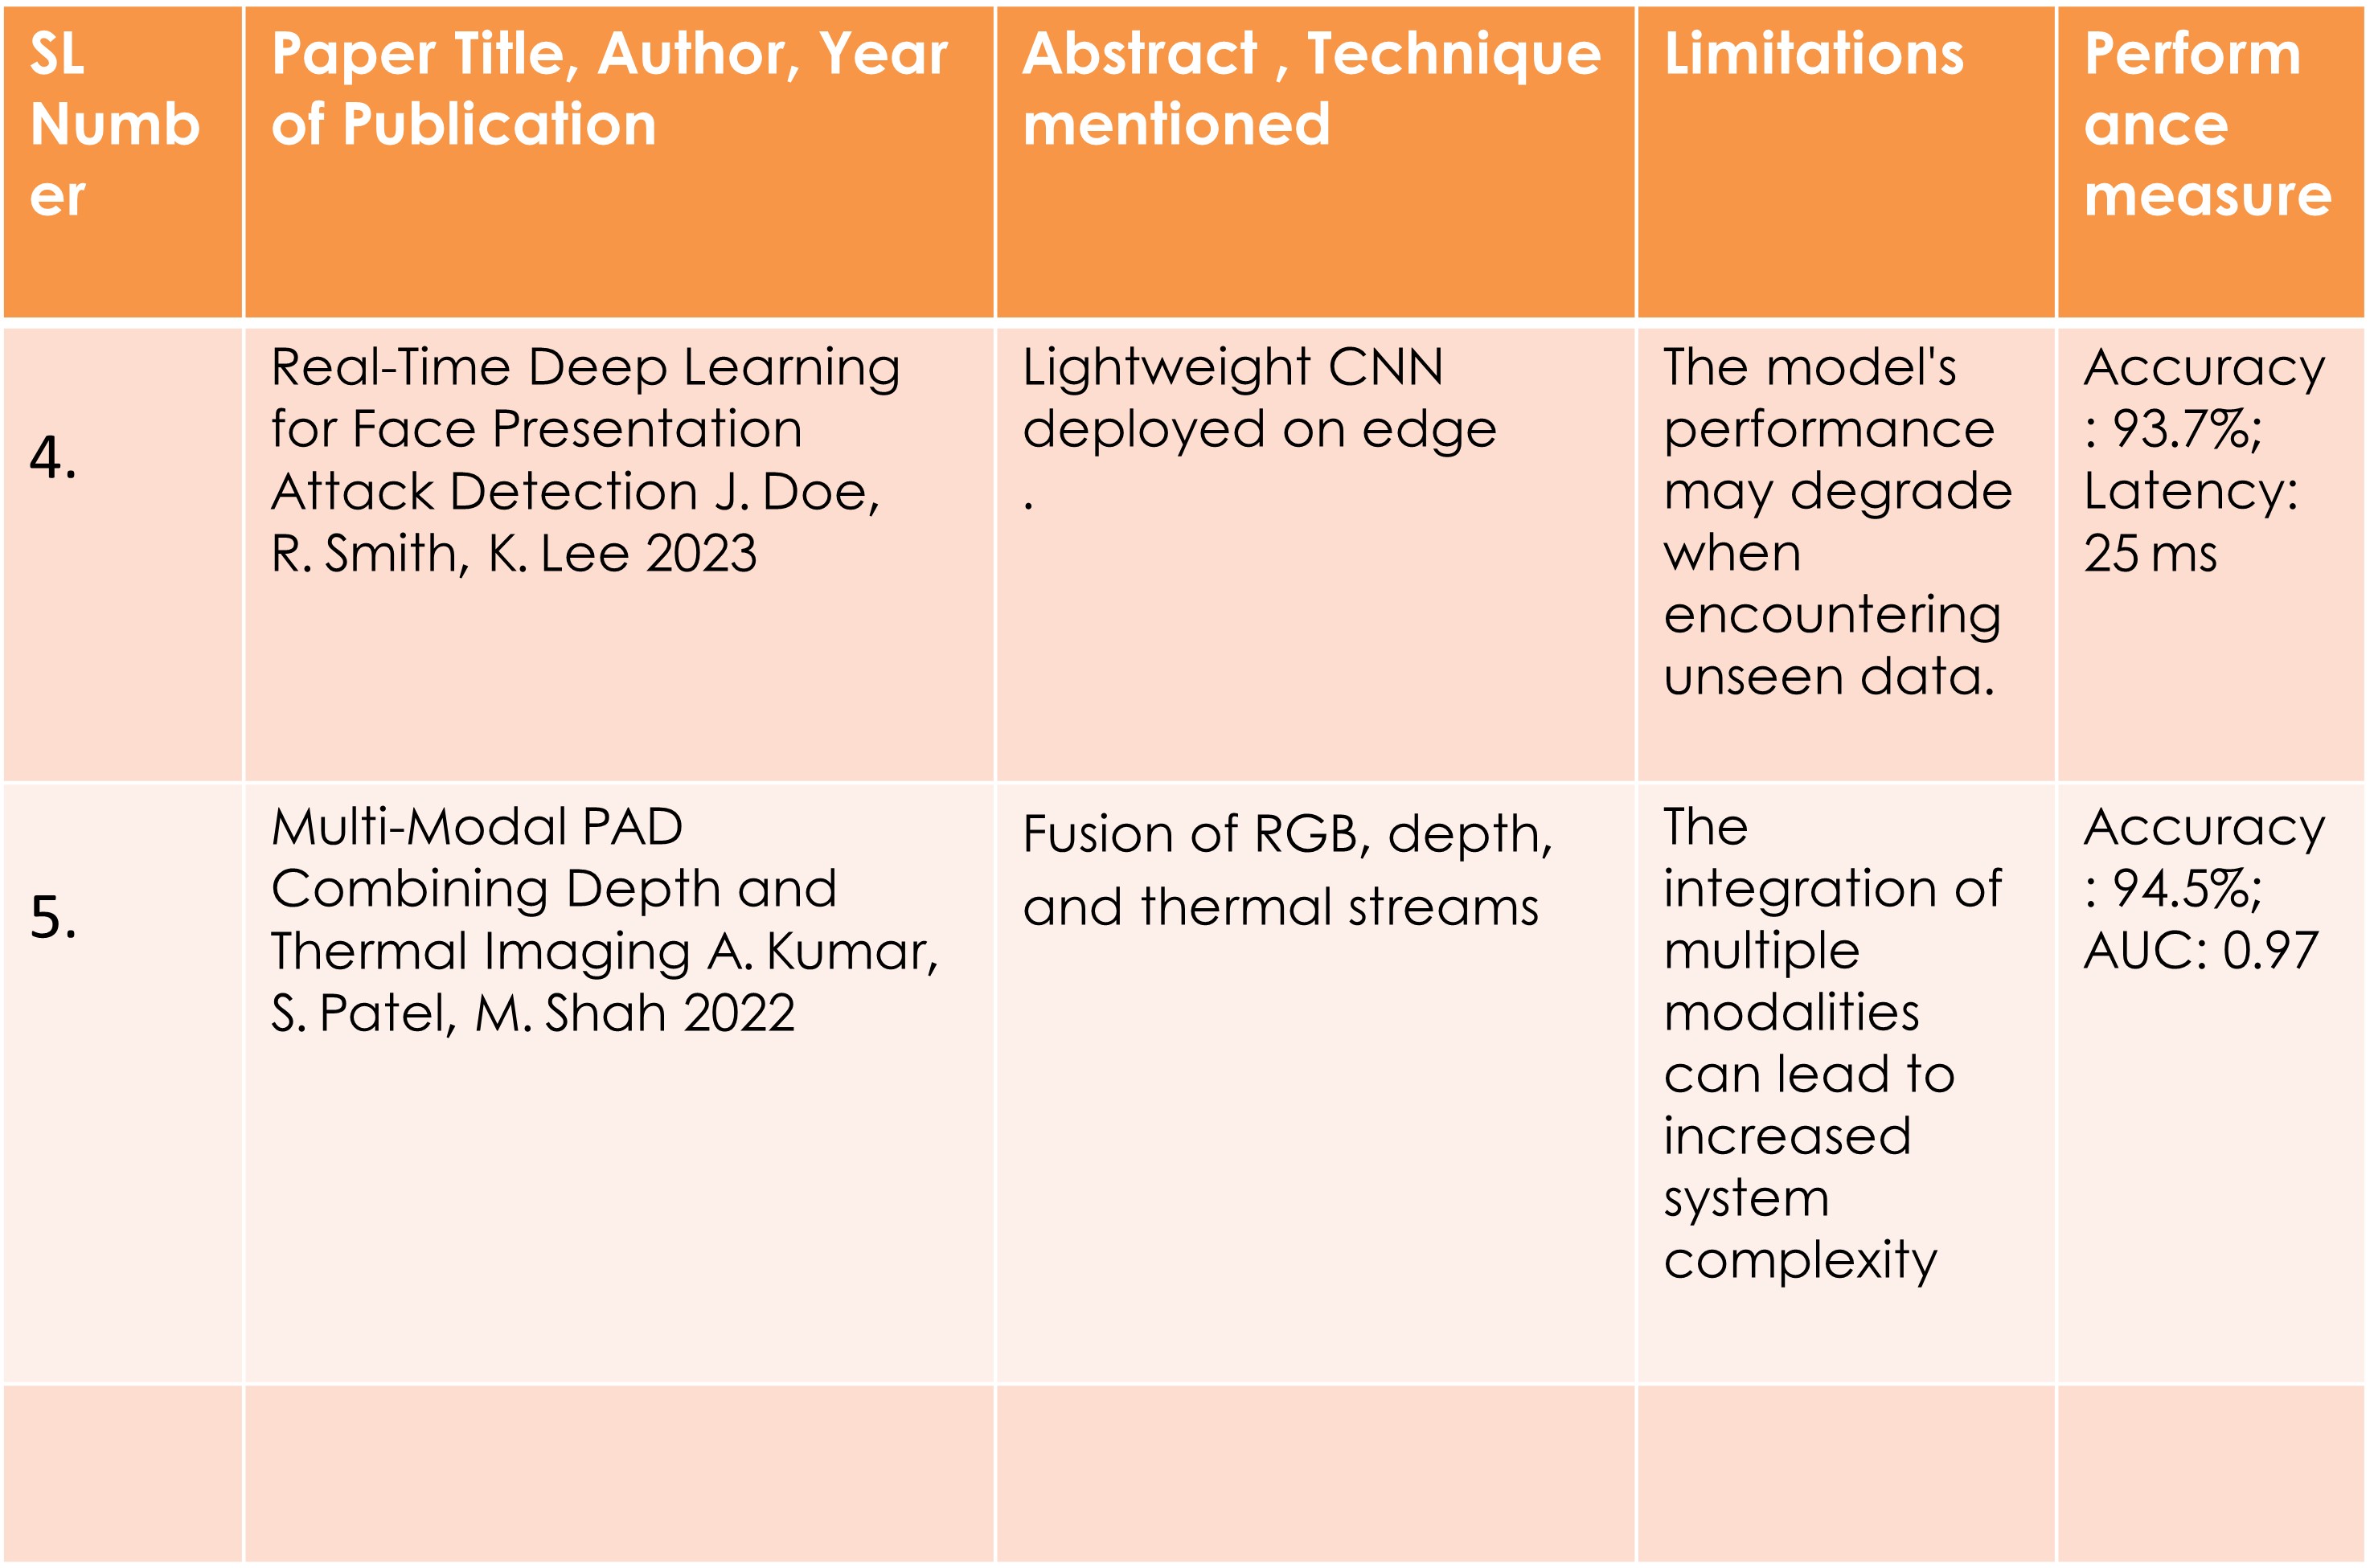 SL
Numb
er
Paper Title, Author, Year
of Publication
Abstract , Technique
mentioned
Limitations
Perform
ance
measure
4.
Real-Time Deep Learning
for Face Presentation
Attack Detection J. Doe,
R. Smith, K. Lee 2023
Lightweight CNN
deployed on edge
.
The model's
performance
may degrade
when
encountering
unseen data.
Accuracy
: 93.7%;
Latency:
25 ms
5.
Multi-Modal PAD
Combining Depth and
Thermal Imaging A. Kumar,
S. Patel, M. Shah 2022
Fusion of RGB, depth,
and thermal streams
The
integration of
multiple
modalities
can lead to
increased
system
complexity
Accuracy
: 94.5%;
AUC: 0.97